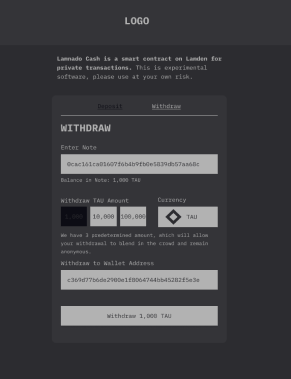 LOGO
Lamnado Cash is a smart contract on Lamden for
private transactions. This is experimental
software, please use at your own risk.
Deposit Withdraw
WITHDRAW
Enter Note
Balance in Note: 1,000 TAU
Withdraw TAU Amount Currency
1,000 10,000 100,000 TAU
We have 3 predetermined amount, which will allow
your withdrawal to blend in the crowd and remain
anonymous.
Withdraw to Wallet Address
Withdraw 1,000 TAU